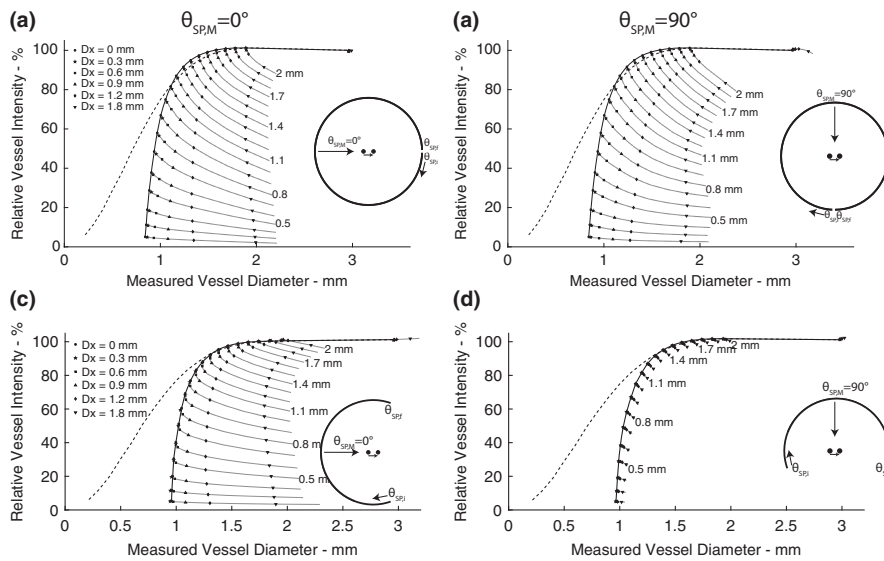 (a)
θSP,M=0°
Relative Vessel Intensity - %
100
80
60
40
20
0
Dx = 0 mm
Dx = 0.3 mm
Dx = 0.6 mm
Dx = 0.9 mm
Dx = 1.2 mm
Dx = 1.8 mm
2 mm
1.7
1.4
1.1
0.8
0.5
θSP,M=0°
θSP,f
θSP,i
0
1
2
3
Measured Vessel Diameter - mm
(a)
θSP,M=90°
Relative Vessel Intensity - %
100
80
60
40
20
0
2 mm
1.7 mm
1.4 mm
1.1 mm
0.8 mm
0.5 mm
θSP,M=90°
θSP,i
θSP,f
0
1
2
3
Measured Vessel Diameter - mm
(c)
Relative Vessel Intensity - %
100
80
60
40
20
0
Dx = 0 mm
Dx = 0.3 mm
Dx = 0.6 mm
Dx = 0.9 mm
Dx = 1.2 mm
Dx = 1.8 mm
2 mm
1.7 mm
1.4 mm
1.1 mm
0.8 m
0.5 m
θSP,f
θSP,M=0°
θSP,i
0
0.5
1
1.5
2
2.5
3
Measured Vessel Diameter - mm
(d)
Relative Vessel Intensity - %
100
80
60
40
20
0
2 mm
1.7 mm
1.4 mm
1.1 mm
0.8 mm
0.5 mm
θSP,M=90°
θSP,i
θS
0
0.5
1
1.5
2
2.5
3
Measured Vessel Diameter - mm